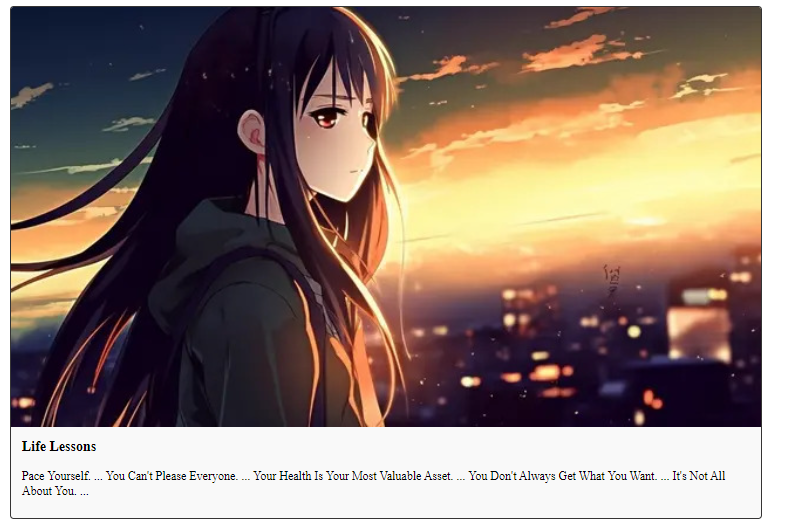 Life Lessons
Pace Yourself. ... You Can't Please Everyone. ... Your Health Is Your Most Valuable Asset. ... You Don't Always Get What You Want. ... It's Not All
About You. ...